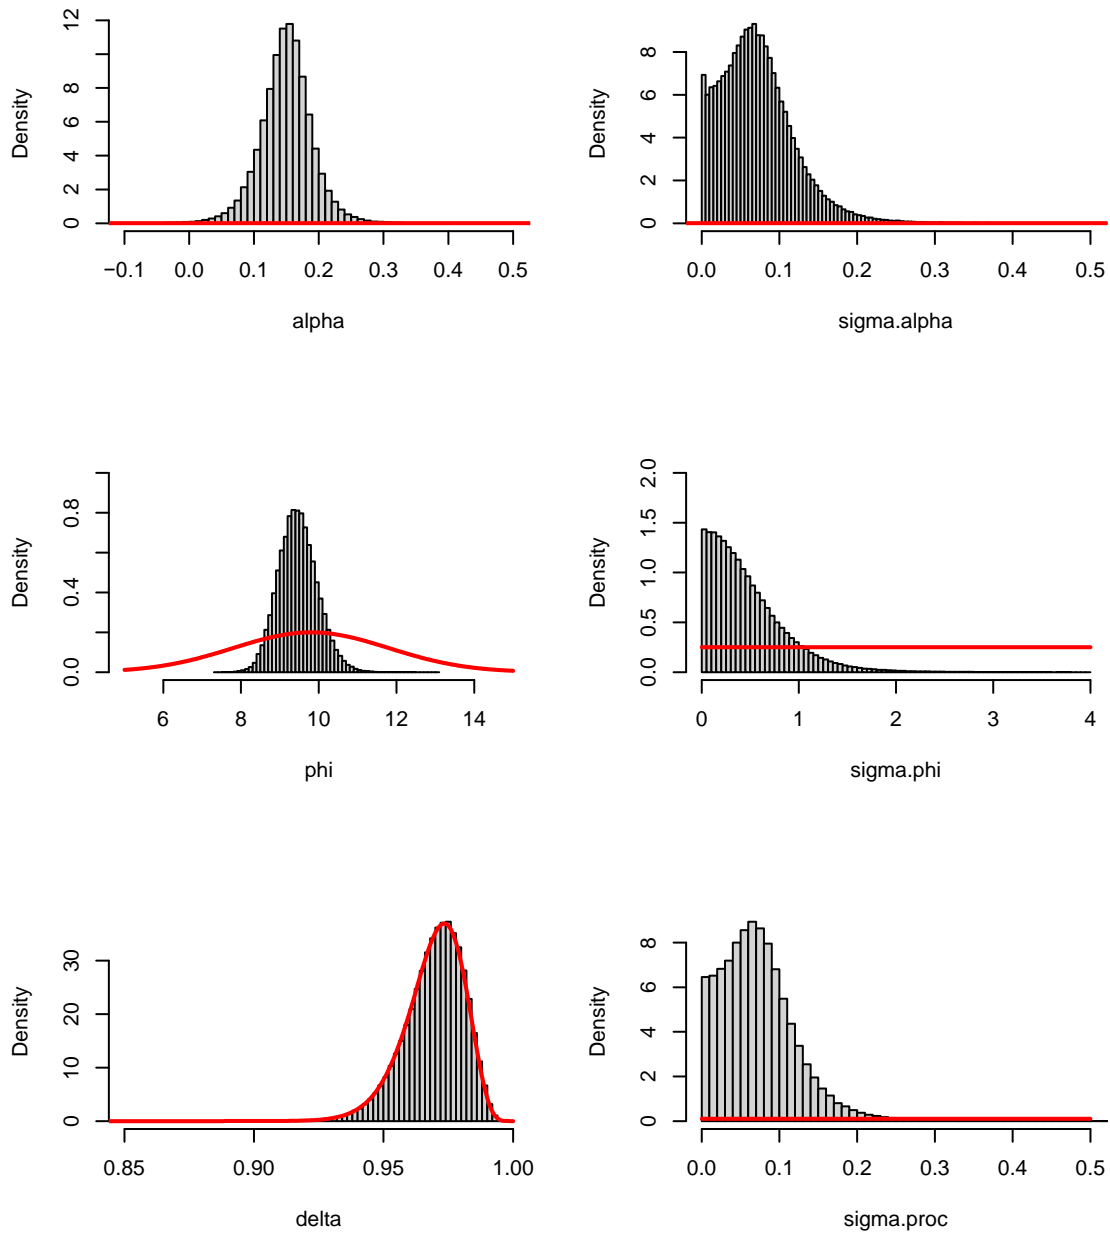 Density
0 2 4 6 8 12
−0.1 0.0 0.1 0.2 0.3 0.4 0.5
alpha
Density
0 2 4 6 8
0.0 0.1 0.2 0.3 0.4 0.5
sigma.alpha
Density
0.0 0.4 0.8
6 8 10 12 14
phi
Density
0.0 0.5 1.0 1.5 2.0
0 1 2 3 4
sigma.phi
Density
0 10 20 30
0.85 0.90 0.95 1.00
delta
Density
0 2 4 6 8
0.0 0.1 0.2 0.3 0.4 0.5
sigma.proc